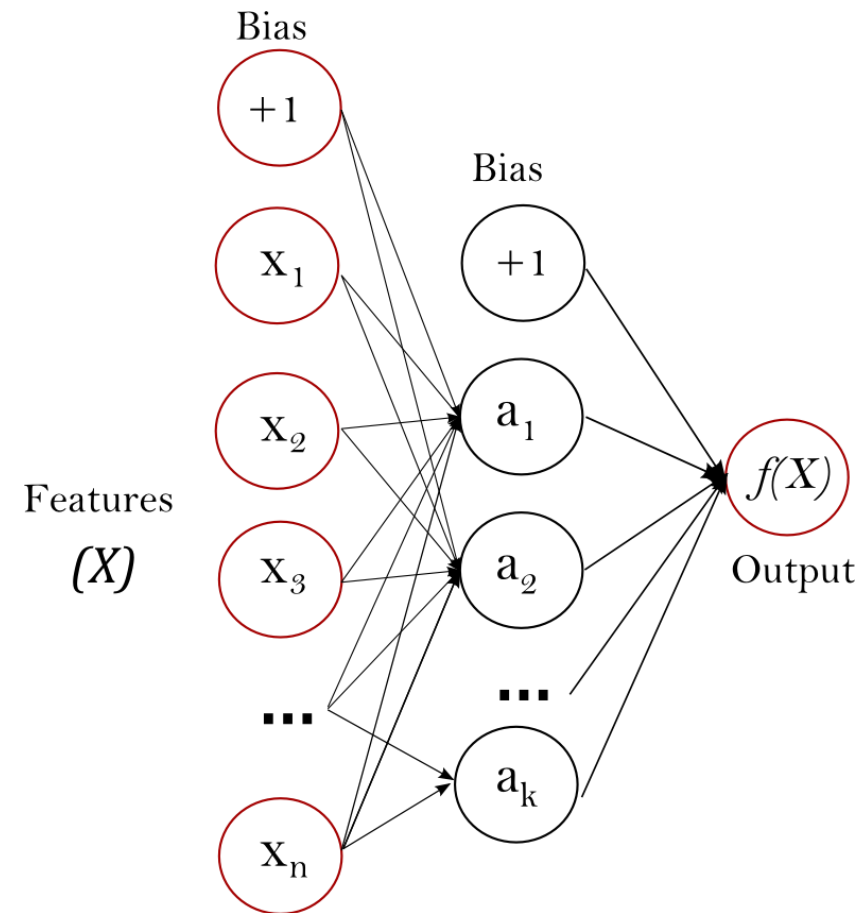 Bias
+1
Bias
x₁
+1
a₁
x₂
f(X)
Features
(X)
x₃
a₂
Output
...
...
aₖ
xₙ